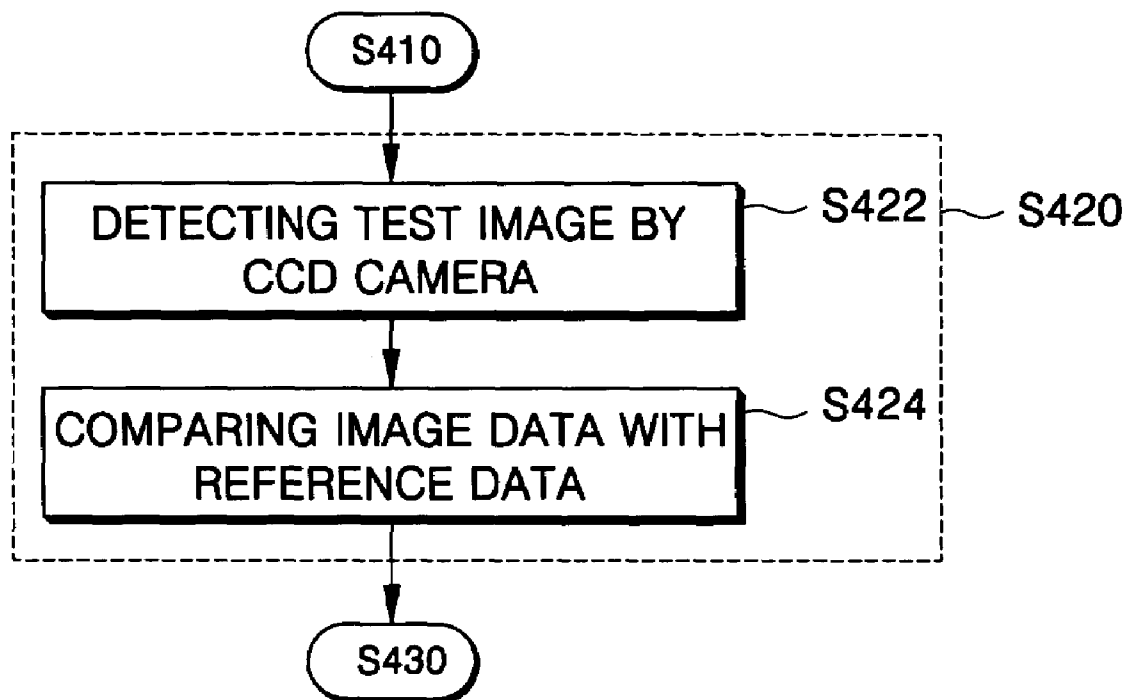 S410
DETECTING TEST IMAGE BY
CCD CAMERA
S422
S420
COMPARING IMAGE DATA WITH
REFERENCE DATA
S424
S430